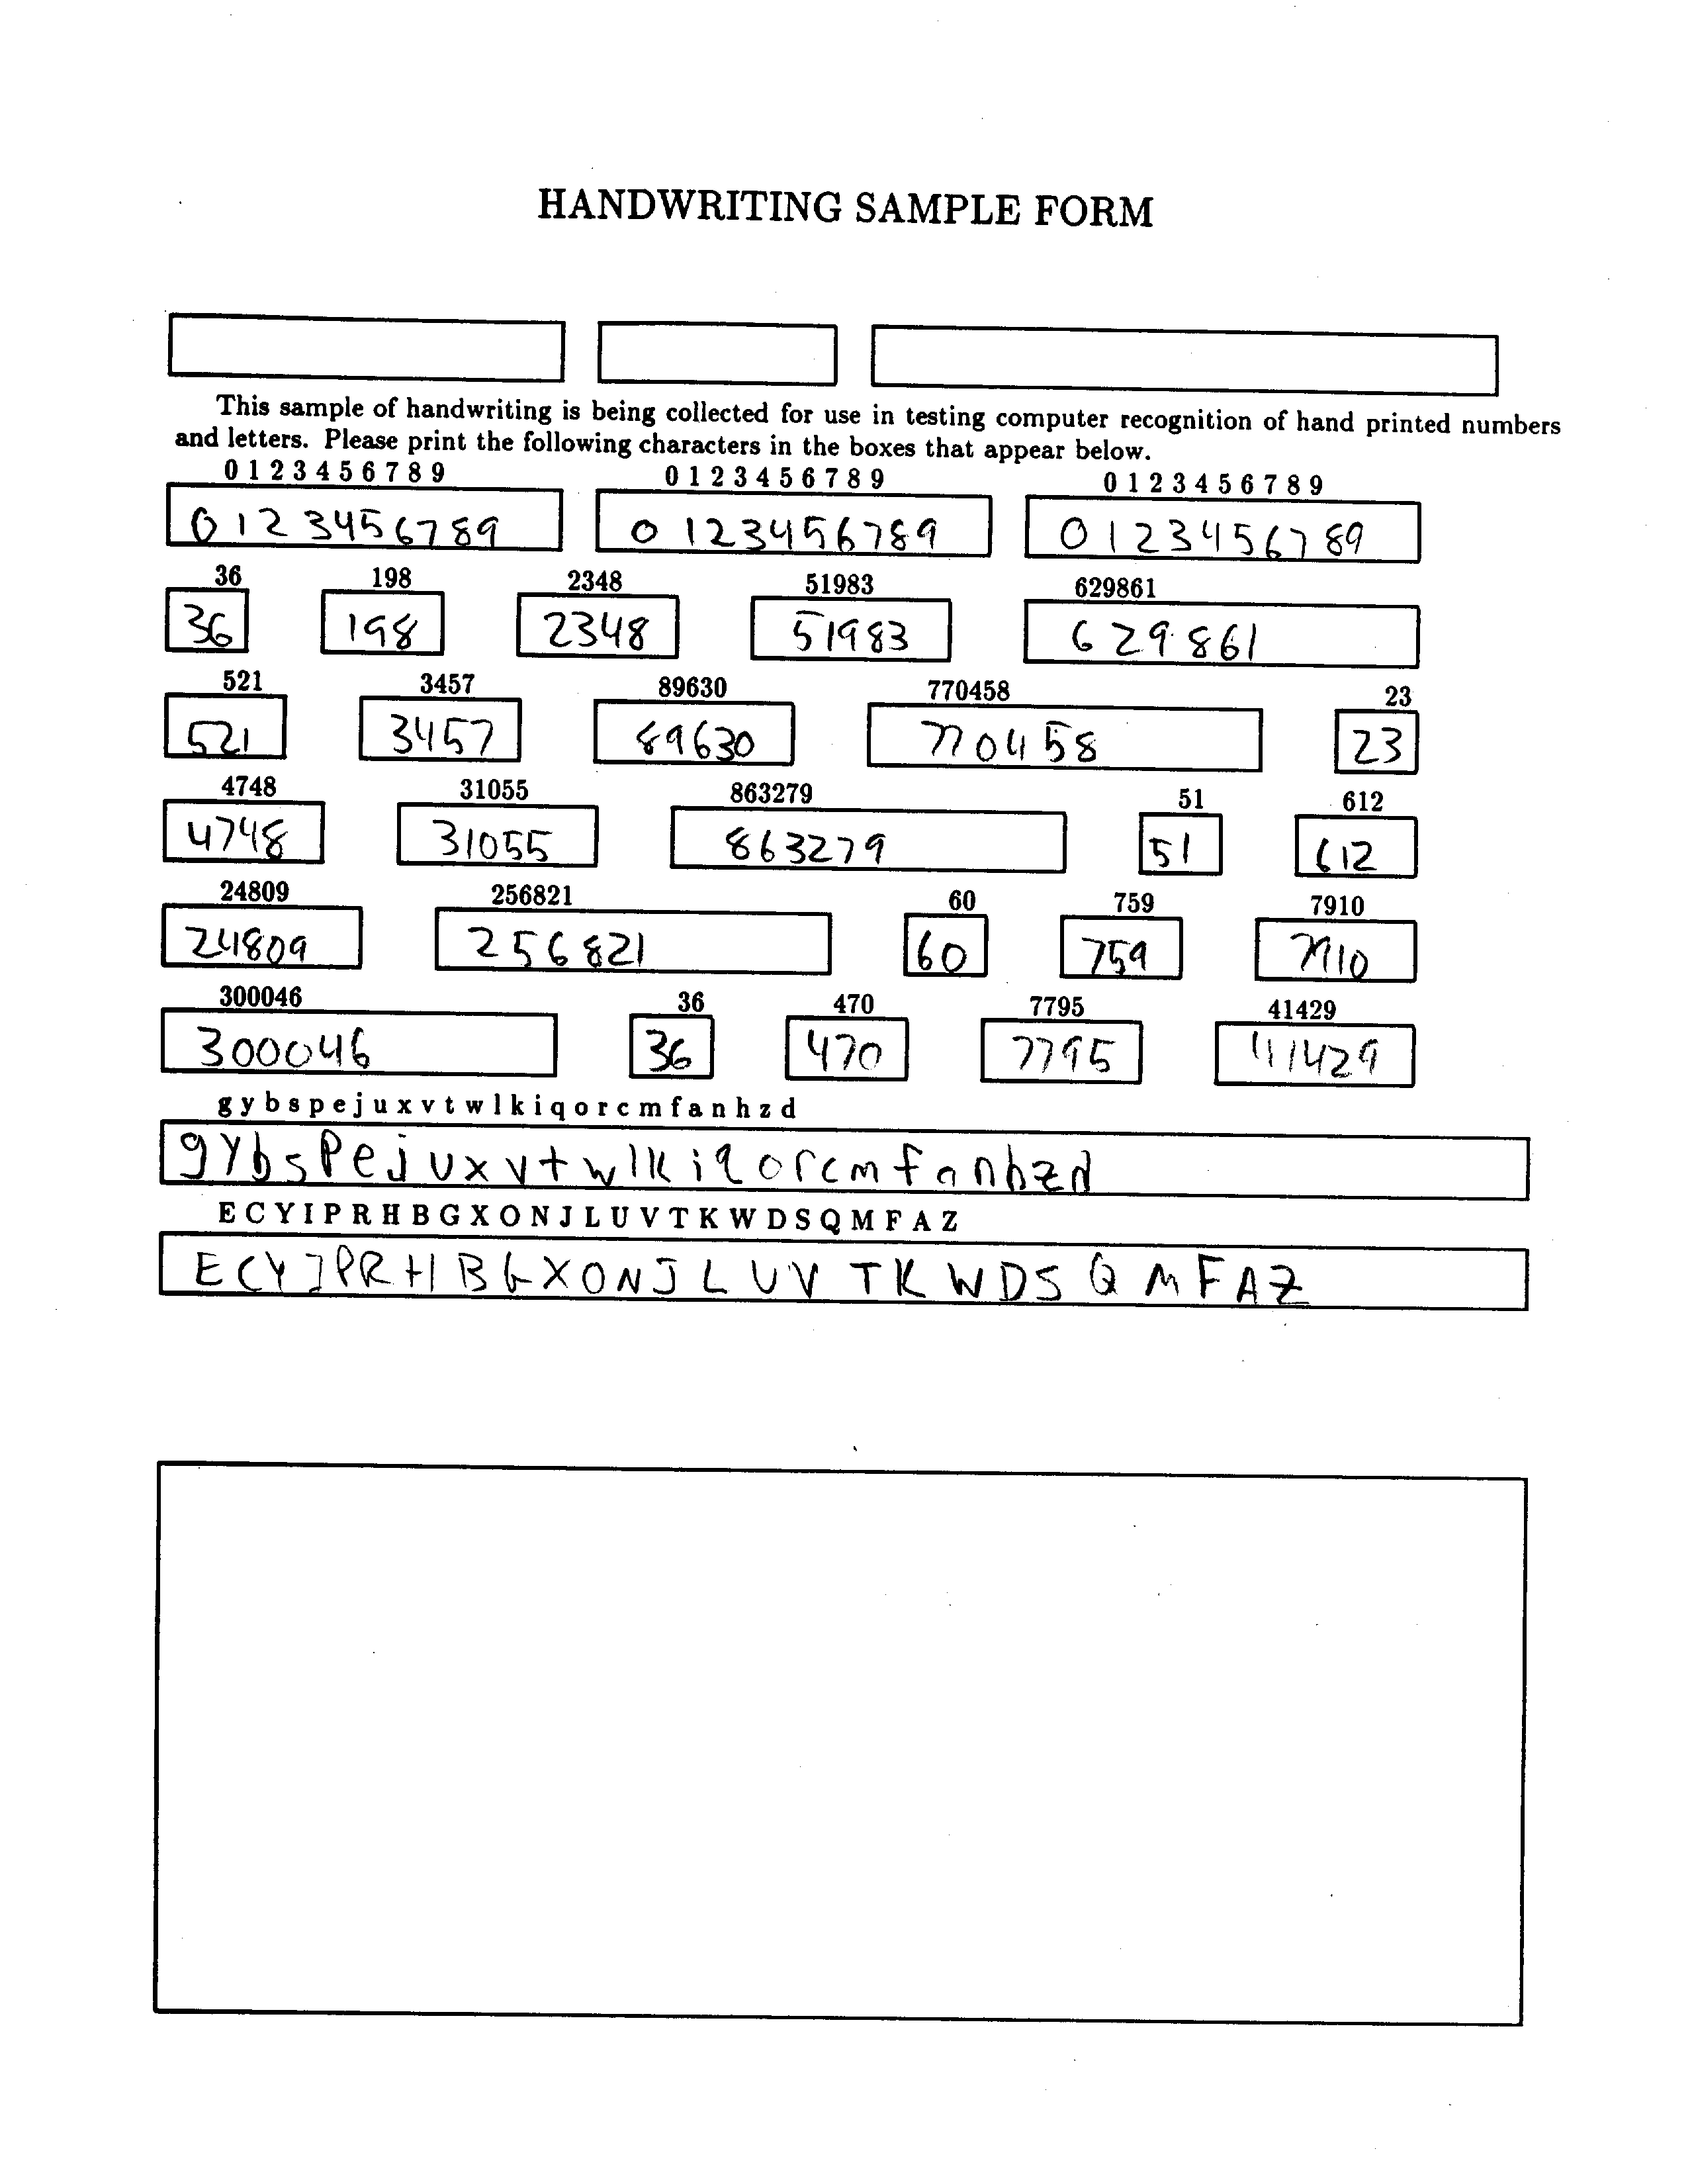 HANDWRITING SAMPLE FORM
This sample of handwriting is being collected for use in testing computer recognition of hand printed numbers
and letters. Please print the following characters in the boxes that appear below.
0 1 2 3 4 5 6 7 8 9 0 1 2 3 4 5 6 7 8 9 0 1 2 3 4 5 6 7 8 9
0123456789 0123456789 0123456789
36 198 2348 51983 629861
36 198 2348 51983 629861
521 3457 89630 770458 23
521 3457 89630 770458 23
4748 31055 863279 51 612
4748 31055 863279 51 612
24809 256821 60 759 7910
24809 256821 60 759 7910
300046 36 470 7795 41429
300046 36 470 7795 41429
g y b s p e j u x v t w l k i q o r c m f a n h z d
g y b s p e j u x v t w l k i q o r c m f a n h z d
E C Y I P R H B G X O N J L U V T K W D S Q M F A Z
E C Y I P R H B G X O N J L U V T K W D S Q M F A Z